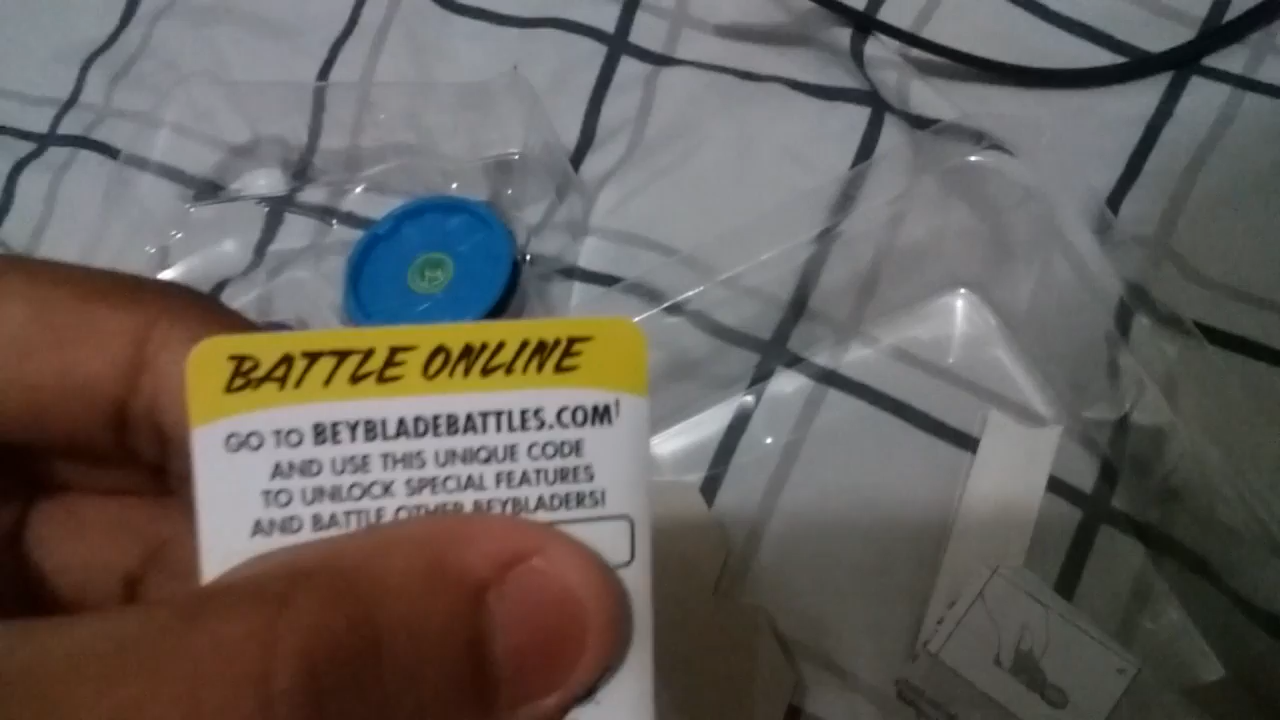 BATTLE ONLINE
GO TO BEYBLADEBATTLES.COM†
AND USE THIS UNIQUE CODE
TO UNLOCK SPECIAL FEATURES
AND BATTLE OTHER BEYBLADERS!